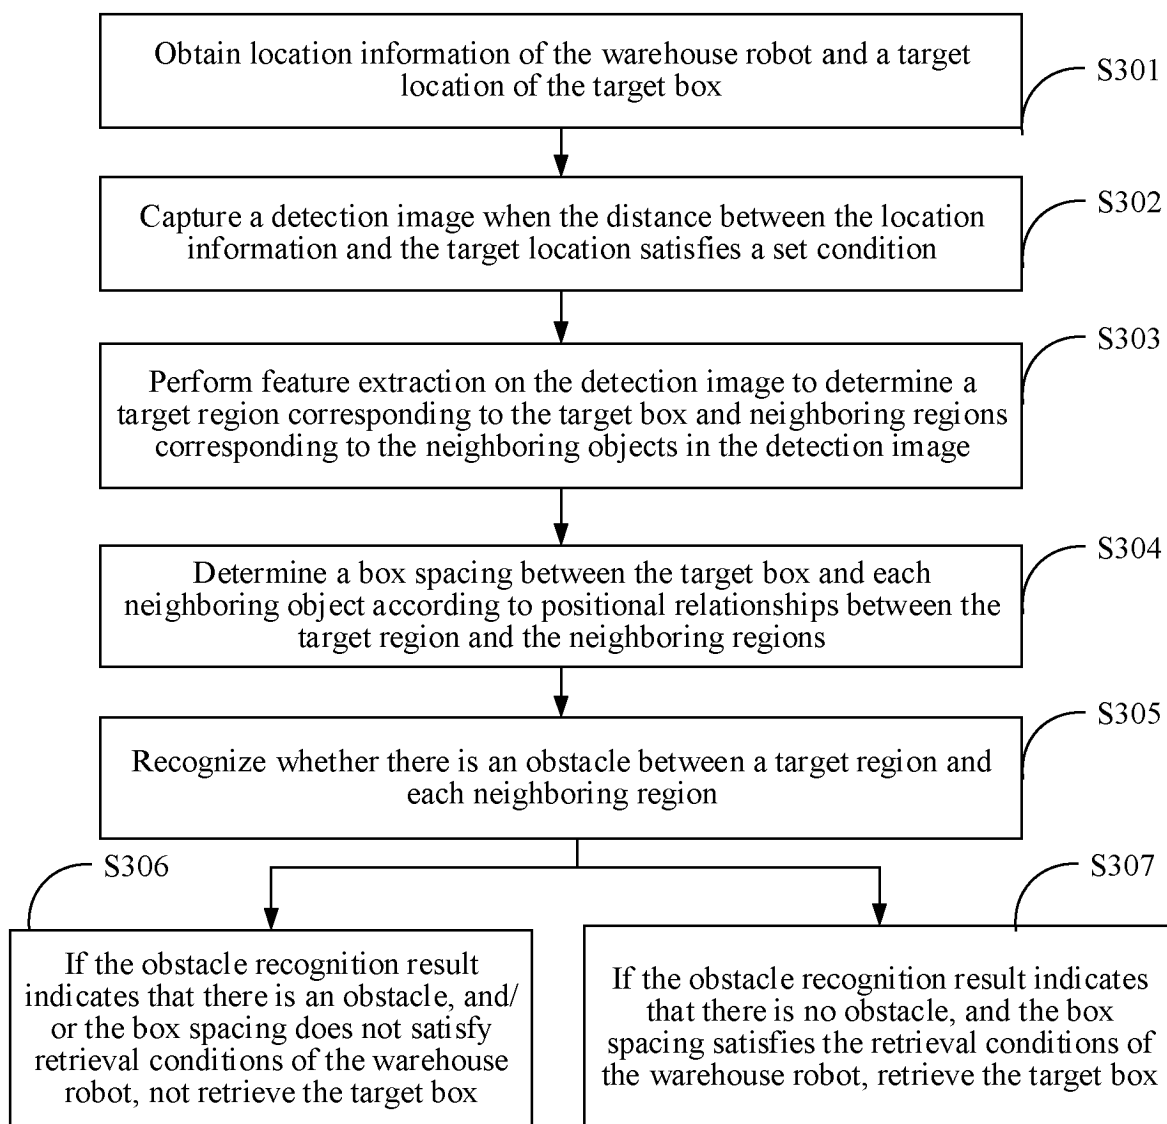 Obtain location information of the warehouse robot and a target
location of the target box
S301
Capture a detection image when the distance between the location
information and the target location satisfies a set condition
S302
Perform feature extraction on the detection image to determine a
target region corresponding to the target box and neighboring regions
corresponding to the neighboring objects in the detection image
S303
Determine a box spacing between the target box and each
neighboring object according to positional relationships between the
target region and the neighboring regions
S304
Recognize whether there is an obstacle between a target region and
each neighboring region
S305
S306
If the obstacle recognition result
indicates that there is an obstacle, and/
or the box spacing does not satisfy
retrieval conditions of the warehouse
robot, not retrieve the target box
S307
If the obstacle recognition result indicates
that there is no obstacle, and the box
spacing satisfies the retrieval conditions of
the warehouse robot, retrieve the target box